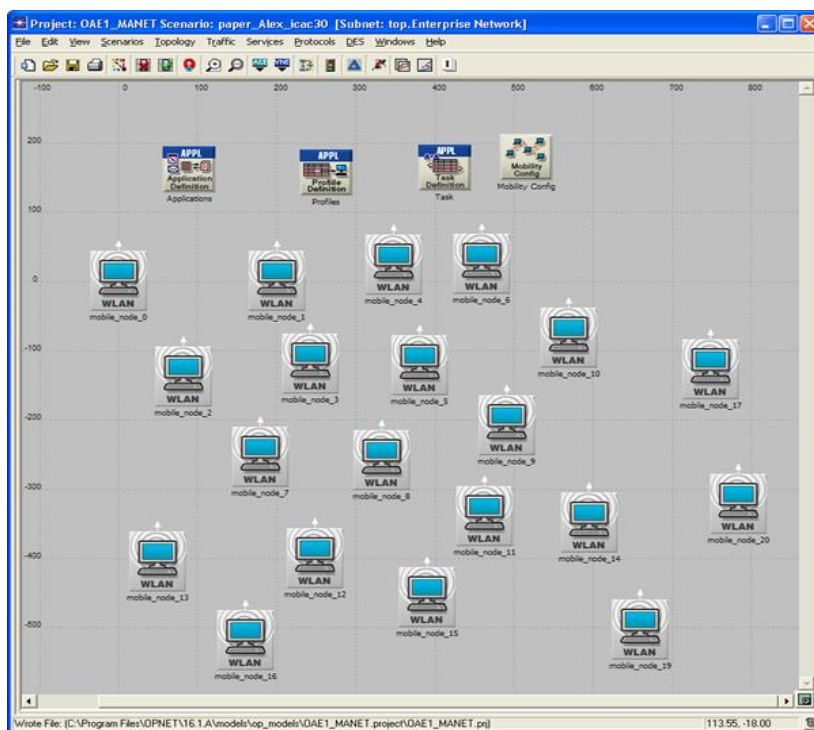 Project: OAE1_MANET Scenario: paper_Alex_icac30 [Subnet: top.Enterprise Network]
File Edit View Scenarios Topology Traffic Services Protocols DES Windows Help
-100 0 100 200 300 400 500 600 700 800
200
APPL
Application
Definition
Applications
APPL
Profile
Definition
Profiles
APPL
Task
Definition
Task
Mobility
Config
Mobility Config
100
0
WLAN
mobile_node_0
WLAN
mobile_node_1
WLAN
mobile_node_4
WLAN
mobile_node_6
-100
WLAN
mobile_node_2
WLAN
mobile_node_3
WLAN
mobile_node_5
WLAN
mobile_node_10
WLAN
mobile_node_17
-200
WLAN
mobile_node_7
WLAN
mobile_node_8
WLAN
mobile_node_9
-300
WLAN
mobile_node_11
WLAN
mobile_node_14
WLAN
mobile_node_20
-400
WLAN
mobile_node_13
WLAN
mobile_node_12
WLAN
mobile_node_15
-500
WLAN
mobile_node_16
WLAN
mobile_node_19
Wrote File: (C:\Program Files\OPNET\16.1.A\models\op_models\OAE1_MANET.project\OAE1_MANET.prj)
113.55, -18.00